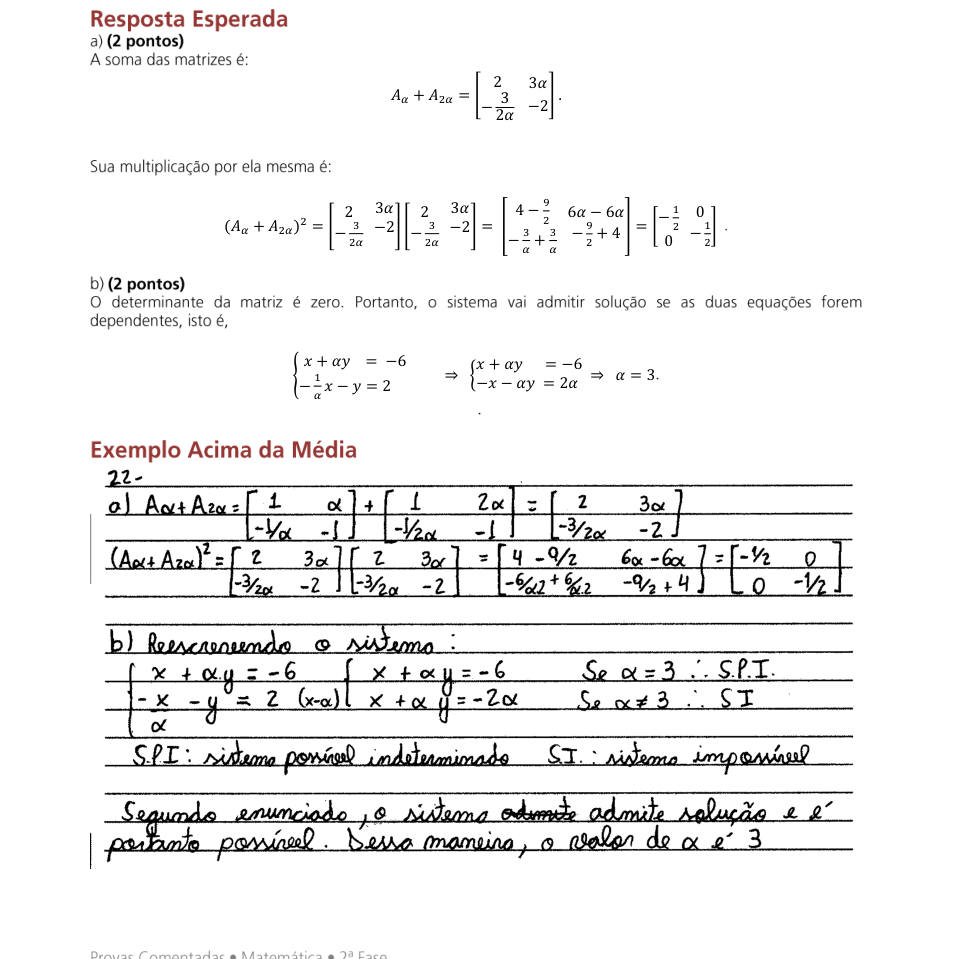 Resposta Esperada
a) (2 pontos)
A soma das matrizes é:
A_α + A_2α = [2 3α; −3/2α −2].
Sua multiplicação por ela mesma é:
(A_α + A_2α)² = [2 3α; −3/2α −2][2 3α; −3/2α −2] = [4 − 9/2 6α − 6α; −3/α + 3/α −9/2 + 4] = [−1/2 0; 0 −1/2] .
b) (2 pontos)
O determinante da matriz é zero. Portanto, o sistema vai admitir solução se as duas equações forem
dependentes, isto é,
{x + αy = −6 ⇒ {x + αy = −6 ⇒ α = 3.
{−1/α x − y = 2 {−x − αy = 2α
.
Exemplo Acima da Média
22-
a) Aα + A2α = [1 α; -1/α -1] + [1 2α; -1/2α -1] = [2 3α; -3/2α -2]
(Aα + A2α)² = [2 3α; -3/2α -2][2 3α; -3/2α -2] = [4 - 9/2 6α - 6α; -6/α2 + 6/α.2 -9/2 + 4] = [-1/2 0; 0 -1/2]
b) Reescrevendo o sistema :
{x + α.y = -6 {x + αy = -6 Se α = 3 ∴ S.P.I.
{-x/α - y = 2 (x-α) {x + αy = -2α Se α ≠ 3 ∴ SI
S.P.I : sistema possível indeterminado S.I. : sistema impossível
Segundo enunciado, o sistema admite admite solução e é
portanto possível. Dessa maneira, o valor de α é 3
Provas Comentadas • Matemática • 2ª Fase